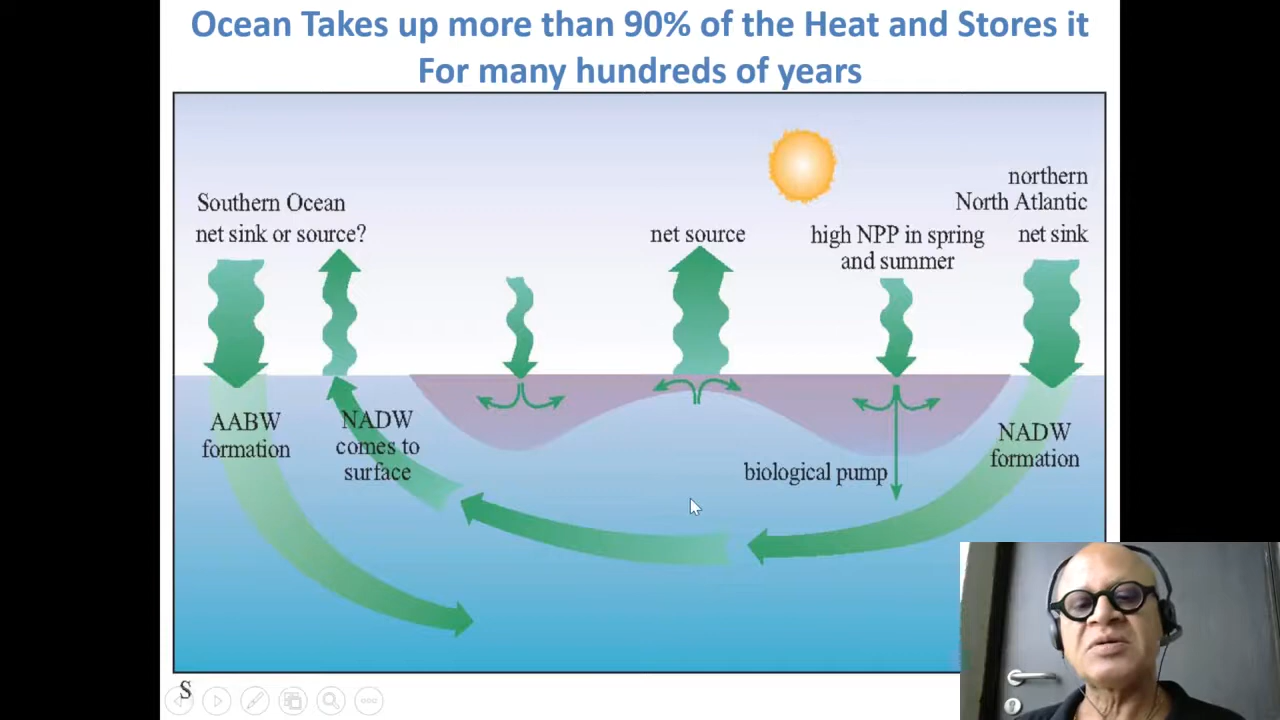 Ocean Takes up more than 90% of the Heat and Stores it
For many hundreds of years
Southern Ocean
net sink or source?
net source
high NPP in spring
and summer
northern
North Atlantic
net sink
AABW
formation
NADW
comes to
surface
biological pump
NADW
formation
S